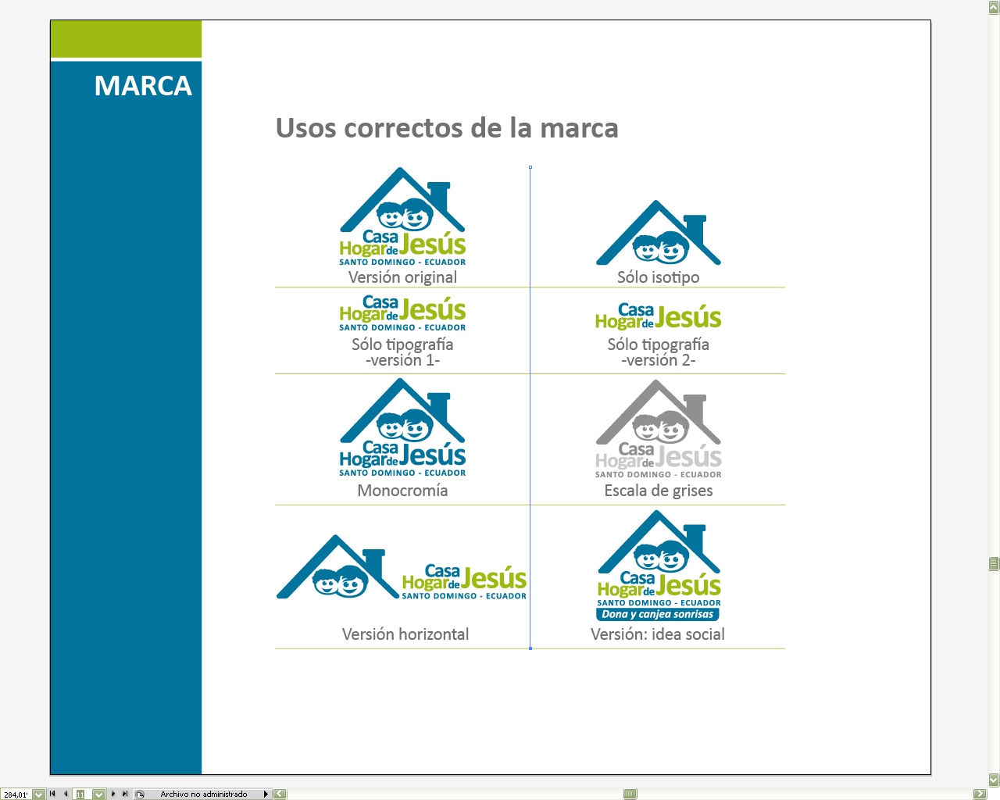 MARCA
Usos correctos de la marca
Casa
Hogar de Jesús
SANTO DOMINGO - ECUADOR
Versión original
Sólo isotipo
Casa
Hogar de Jesús
SANTO DOMINGO - ECUADOR
Sólo tipografía
-versión 1-
Casa
Hogar de Jesús
Sólo tipografía
-versión 2-
Casa
Hogar de Jesús
SANTO DOMINGO - ECUADOR
Monocromía
Casa
Hogar de Jesús
SANTO DOMINGO - ECUADOR
Escala de grises
Casa
Hogar de Jesús
SANTO DOMINGO - ECUADOR
Versión horizontal
Casa
Hogar de Jesús
SANTO DOMINGO - ECUADOR
Dona y canjea sonrisas
Versión: idea social
11
Archivo no administrado